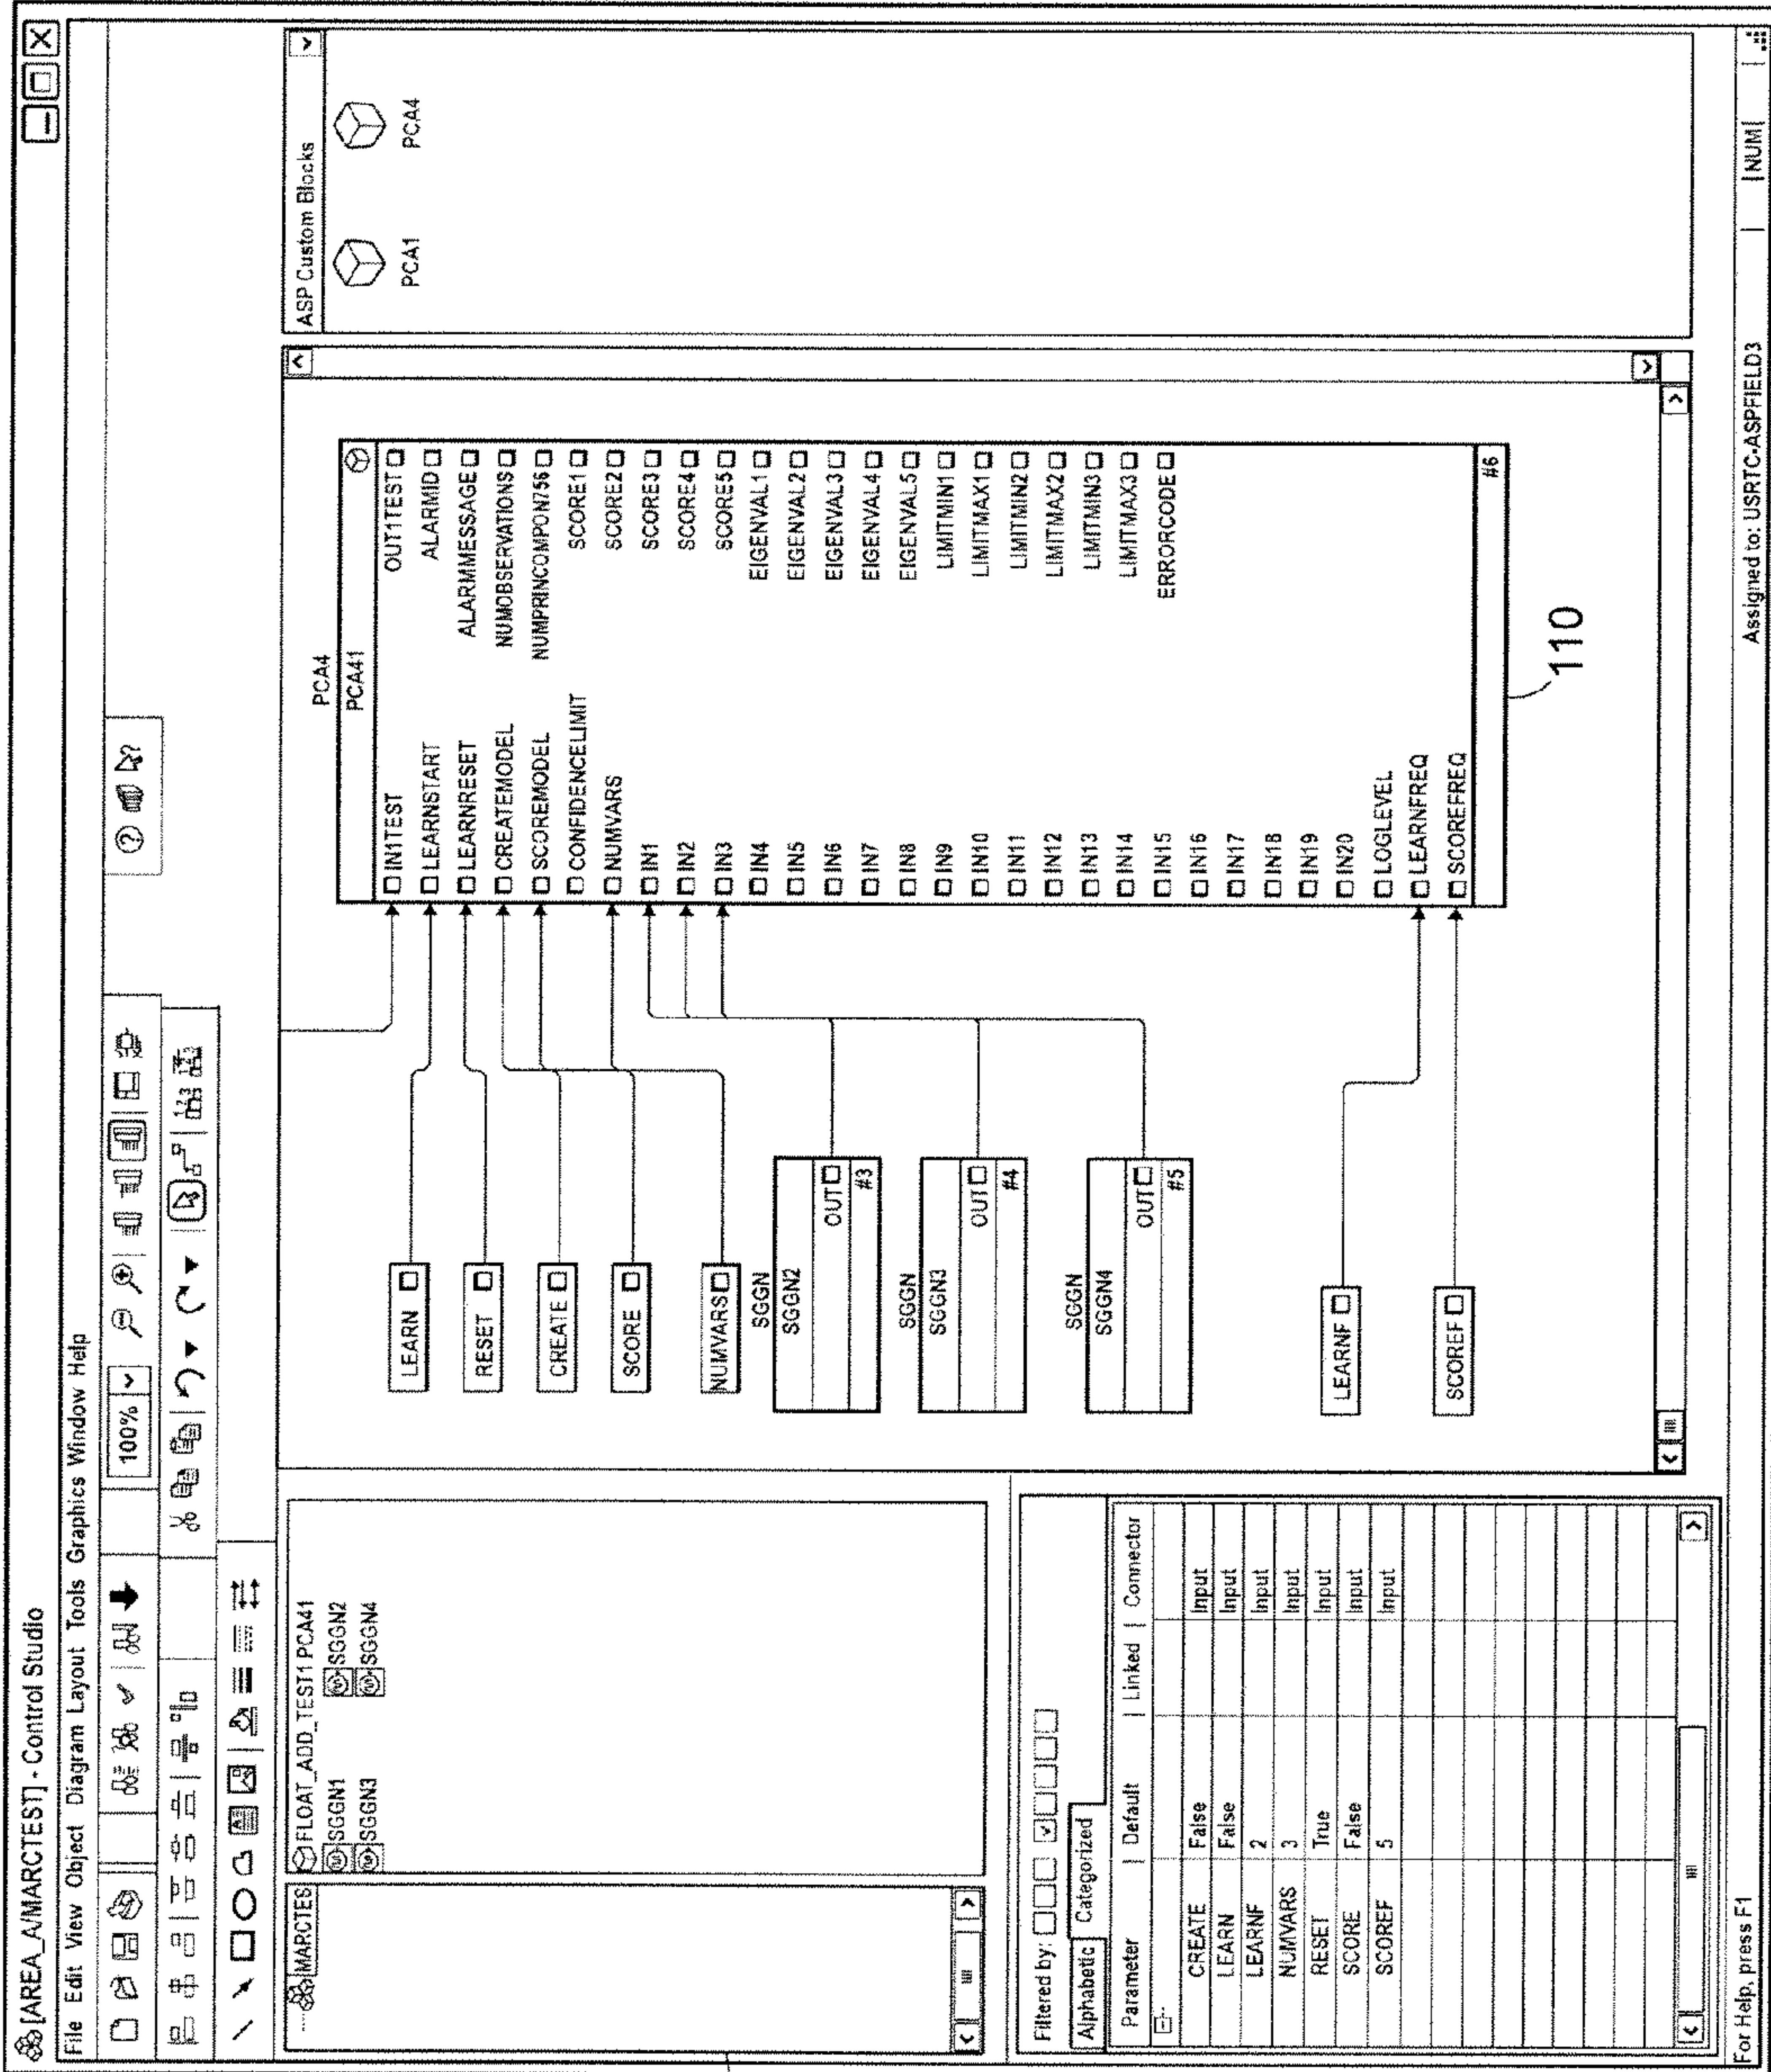 [AREA_A/MARCTEST] - Control Studio
File Edit View Object Diagram Layout Tools Graphics Window Help
100%
1 2 3
MARCTES
FLOAT_ADD_TEST1 PCA41
SGGN1 SGGN2
SGGN3 SGGN4
Filtered by:
Alphabetic Categorized
Parameter Default Linked Connector
CREATE False Input
LEARN False Input
LEARNF 2 Input
NUMVARS 3 Input
RESET True Input
SCORE False Input
SCOREF 5 Input
LEARN
RESET
CREATE
SCORE
NUMVARS
SGGN
SGGN2
OUT
#3
SGGN
SGGN3
OUT
#4
SGGN
SGGN4
OUT
#5
LEARNF
SCOREF
PCA4
PCA41
IN1TEST OUT1TEST
LEARNSTART ALARMID
LEARNRESET ALARMMESSAGE
CREATEMODEL NUMOBSERVATIONS
SCOREMODEL NUMPRINCOMPON756
CONFIDENCELIMIT SCORE1
NUMVARS SCORE2
IN1 SCORE3
IN2 SCORE4
IN3 SCORE5
IN4 EIGENVAL1
IN5 EIGENVAL2
IN6 EIGENVAL3
IN7 EIGENVAL4
IN8 EIGENVAL5
IN9 LIMITMIN1
IN10 LIMITMAX1
IN11 LIMITMIN2
IN12 LIMITMAX2
IN13 LIMITMIN3
IN14 LIMITMAX3
IN15 ERRORCODE
IN16
IN17
IN18
IN19
IN20
LOGLEVEL
LEARNFREQ
SCOREFREQ
#6
110
ASP Custom Blocks
PCA1 PCA4
For Help, press F1 Assigned to: USRTC-ASPFIELD3 NUM